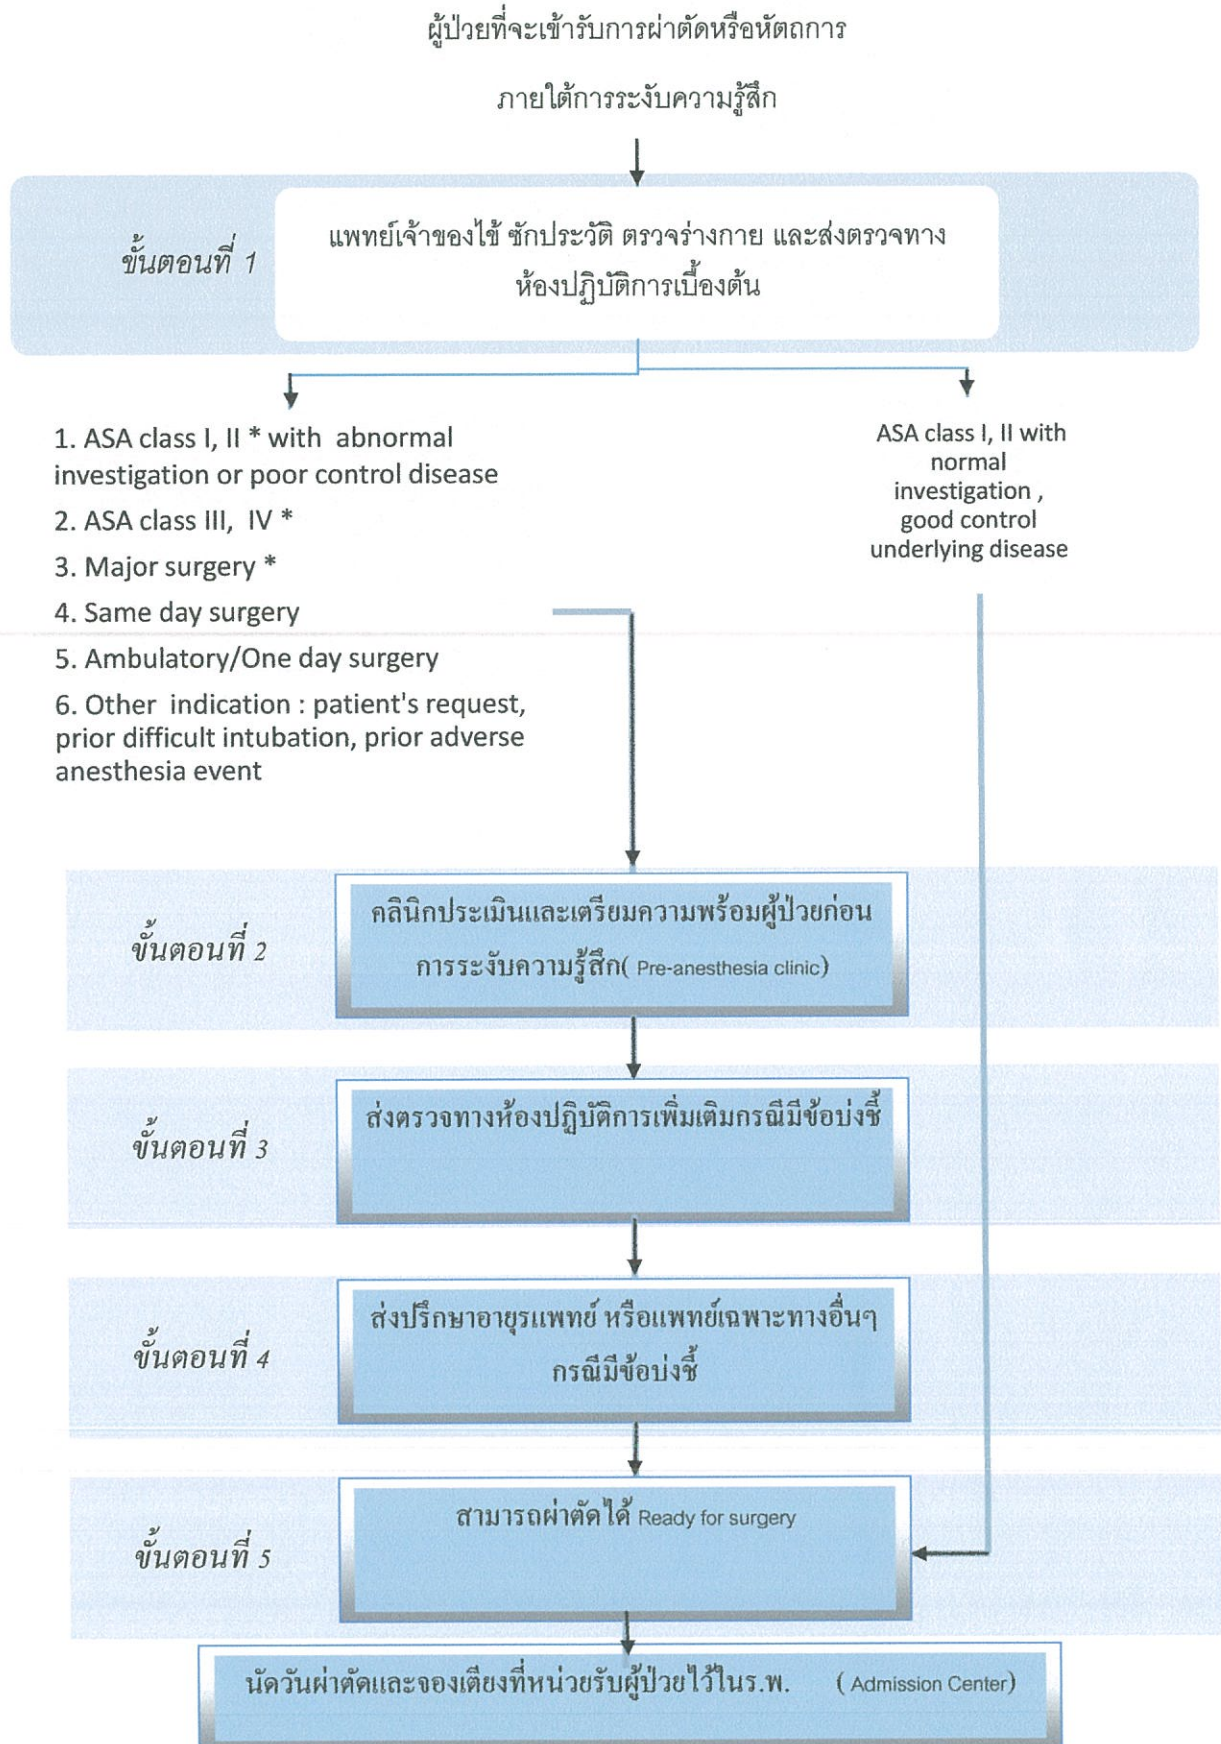 ผู้ป่วยที่จะเข้ารับการผ่าตัดหรือหัตถการ
ภายใต้การระงับความรู้สึก
ขั้นตอนที่ 1
แพทย์เจ้าของไข้ ซักประวัติ ตรวจร่างกาย และส่งตรวจทาง
ห้องปฏิบัติการเบื้องต้น
1. ASA class I, II * with abnormal
investigation or poor control disease
2. ASA class III, IV *
3. Major surgery *
4. Same day surgery
5. Ambulatory/One day surgery
6. Other indication : patient's request,
prior difficult intubation, prior adverse
anesthesia event
ASA class I, II with
normal
investigation ,
good control
underlying disease
ขั้นตอนที่ 2
คลินิกประเมินและเตรียมความพร้อมผู้ป่วยก่อน
การระงับความรู้สึก( Pre-anesthesia clinic)
ขั้นตอนที่ 3
ส่งตรวจทางห้องปฏิบัติการเพิ่มเติมกรณีมีข้อบ่งชี้
ขั้นตอนที่ 4
ส่งปรึกษาอายุรแพทย์ หรือแพทย์เฉพาะทางอื่นๆ
กรณีมีข้อบ่งชี้
ขั้นตอนที่ 5
สามารถผ่าตัดได้ Ready for surgery
นัดวันผ่าตัดและจองเตียงที่หน่วยรับผู้ป่วยไว้ในร.พ. ( Admission Center)